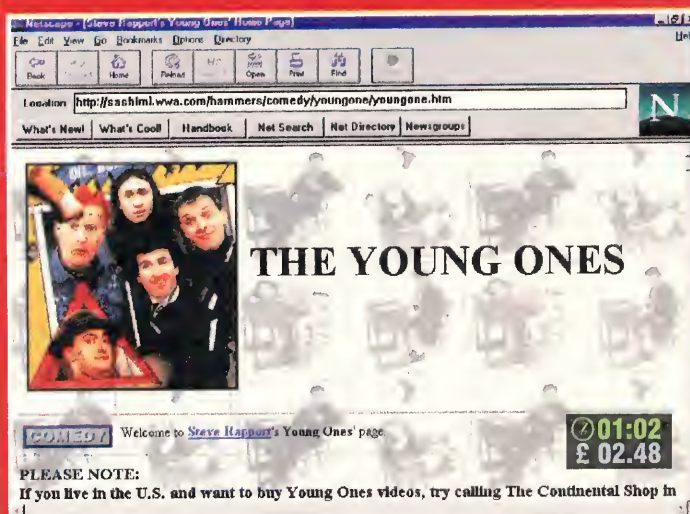 Netscape - [Steve Rapport's Young Ones' Home Page]
File Edit View Go Bookmarks Options Directory Hel
Back Home Reload Open Print Find
Location http://sashimi.wwa.com/hammers/comedy/youngone/youngone.htm
N
What's New! What's Cool! Handbook Net Search Net Directory Newsgroups
THE YOUNG ONES
COMEDY Welcome to Steve Rapport's Young Ones' page
01:02
£ 02.48
PLEASE NOTE:
If you live in the U.S. and want to buy Young Ones videos, try calling The Continental Shop in